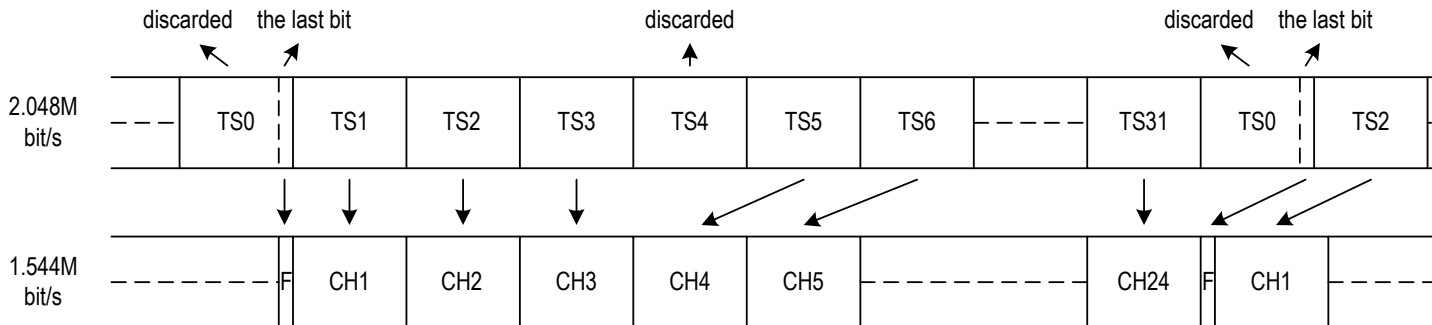 discarded the last bit discarded discarded the last bit
2.048M
bit/s
TS0 TS1 TS2 TS3 TS4 TS5 TS6 TS31 TS0 TS2
1.544M
bit/s
F CH1 CH2 CH3 CH4 CH5 CH24 F CH1